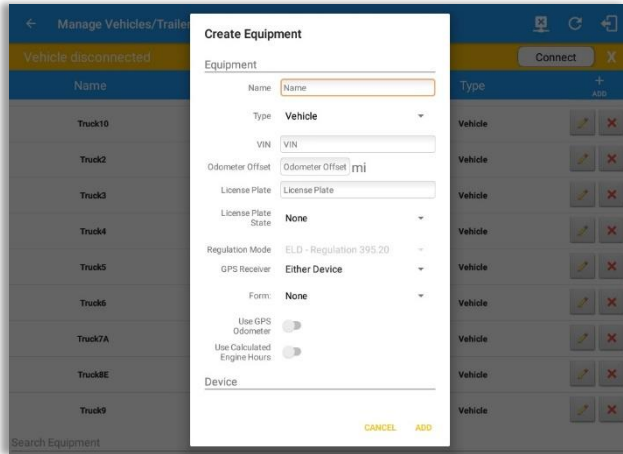 Manage Vehicles/Trailer
Vehicle disconnected
Connect X
Name Type ADD
Truck10 Vehicle
Truck2 Vehicle
Truck3 Vehicle
Truck4 Vehicle
Truck5 Vehicle
Truck6 Vehicle
Truck7A Vehicle
Truck8E Vehicle
Truck9 Vehicle
Search Equipment
Create Equipment
Equipment
Name Name
Type Vehicle
VIN VIN
Odometer Offset Odometer Offset mi
License Plate License Plate
License Plate
State None
Regulation Mode ELD - Regulation 395.20
GPS Receiver Either Device
Form: None
Use GPS
Odometer
Use Calculated
Engine Hours
Device
CANCEL ADD